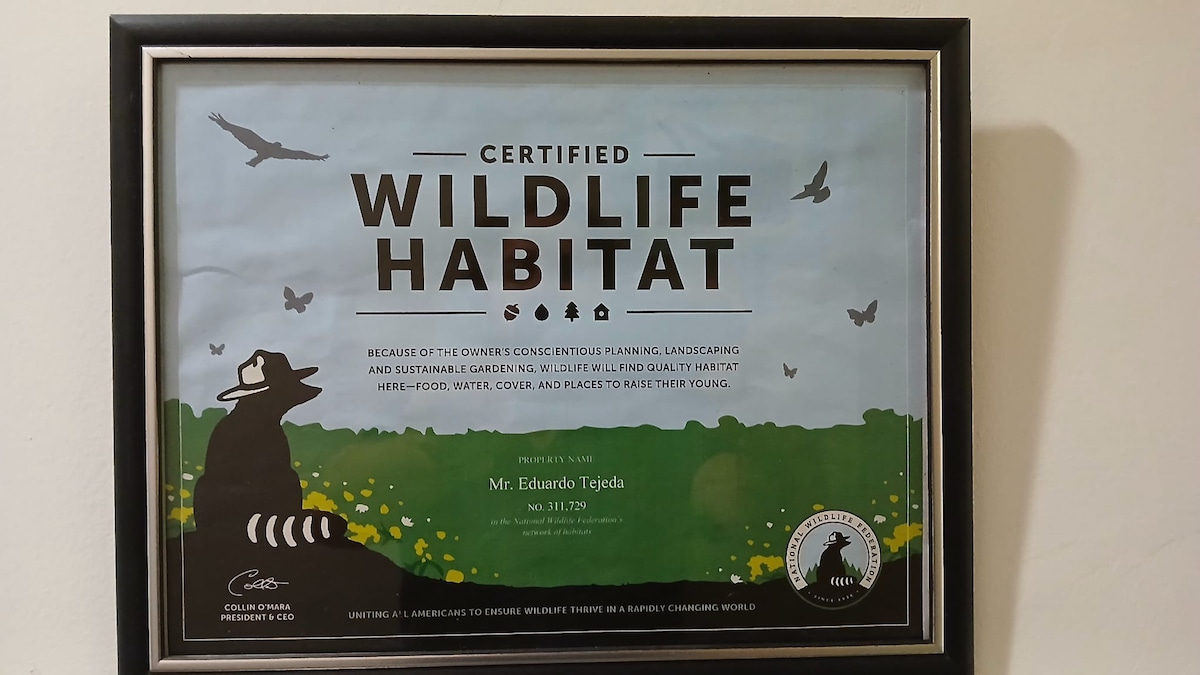 CERTIFIED
WILDLIFE
HABITAT
BECAUSE OF THE OWNER'S CONSCIENTIOUS PLANNING, LANDSCAPING
AND SUSTAINABLE GARDENING, WILDLIFE WILL FIND QUALITY HABITAT
HERE—FOOD, WATER, COVER, AND PLACES TO RAISE THEIR YOUNG.
PROPERTY NAME
Mr. Eduardo Tejeda
NO. 311,729
in the National Wildlife Federation's
network of habitats
NATIONAL WILDLIFE FEDERATION
SINCE 1936
COLLIN O'MARA
PRESIDENT & CEO
UNITING ALL AMERICANS TO ENSURE WILDLIFE THRIVE IN A RAPIDLY CHANGING WORLD